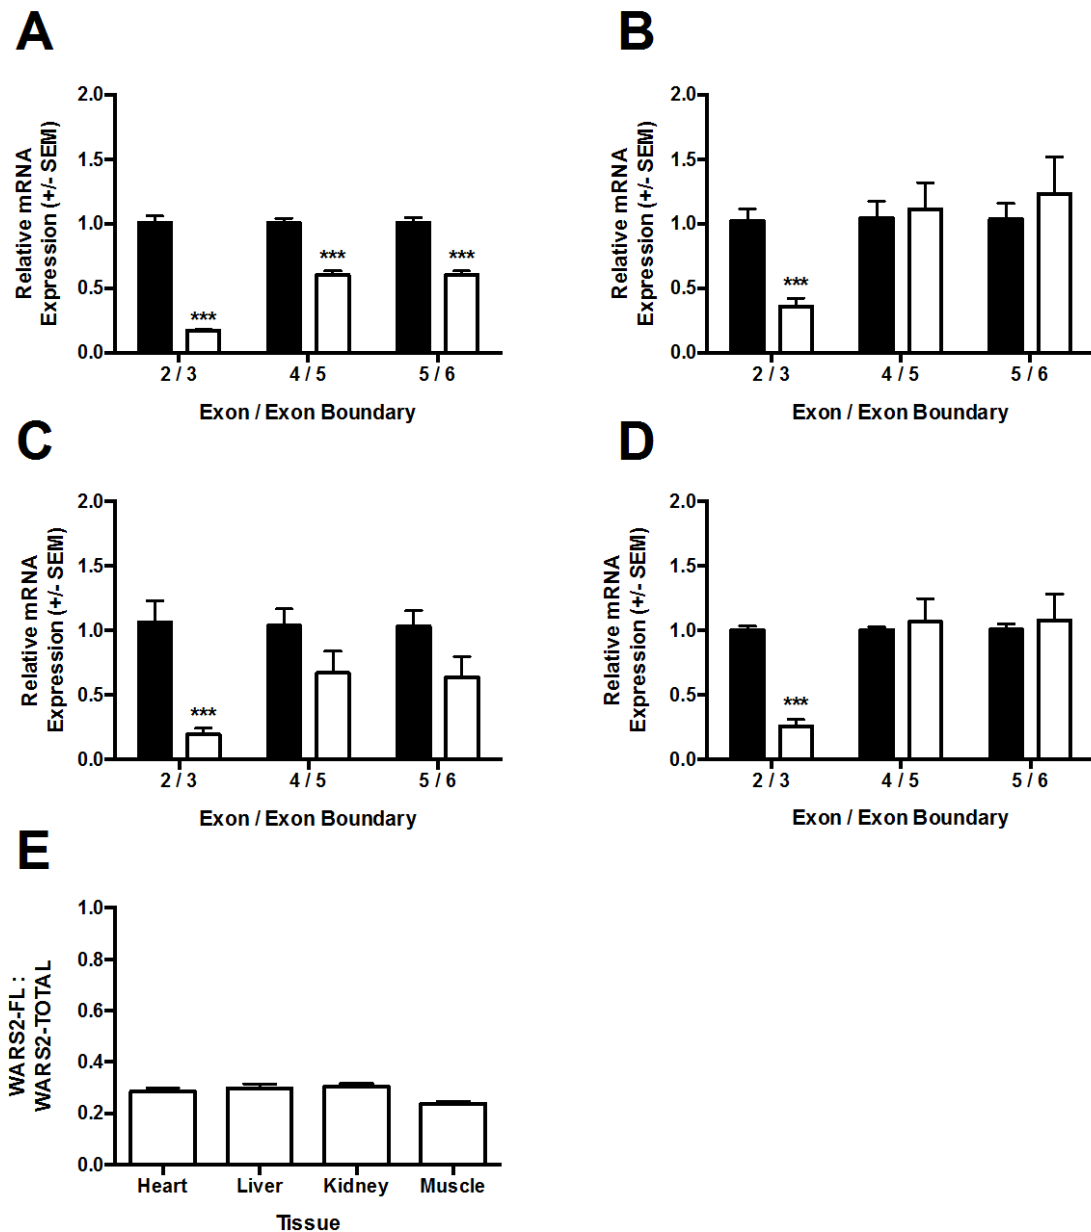 A
2.0
1.5
1.0
0.5
0.0
Relative mRNA
Expression (+/- SEM)
***
***
***
2 / 3
4 / 5
5 / 6
Exon / Exon Boundary
B
2.0
1.5
1.0
0.5
0.0
Relative mRNA
Expression (+/- SEM)
***
2 / 3
4 / 5
5 / 6
Exon / Exon Boundary
C
2.0
1.5
1.0
0.5
0.0
Relative mRNA
Expression (+/- SEM)
***
2 / 3
4 / 5
5 / 6
Exon / Exon Boundary
D
2.0
1.5
1.0
0.5
0.0
Relative mRNA
Expression (+/- SEM)
***
2 / 3
4 / 5
5 / 6
Exon / Exon Boundary
E
1.0
0.8
0.6
0.4
0.2
0.0
WARS2-FL :
WARS2-TOTAL
Heart
Liver
Kidney
Muscle
Tissue